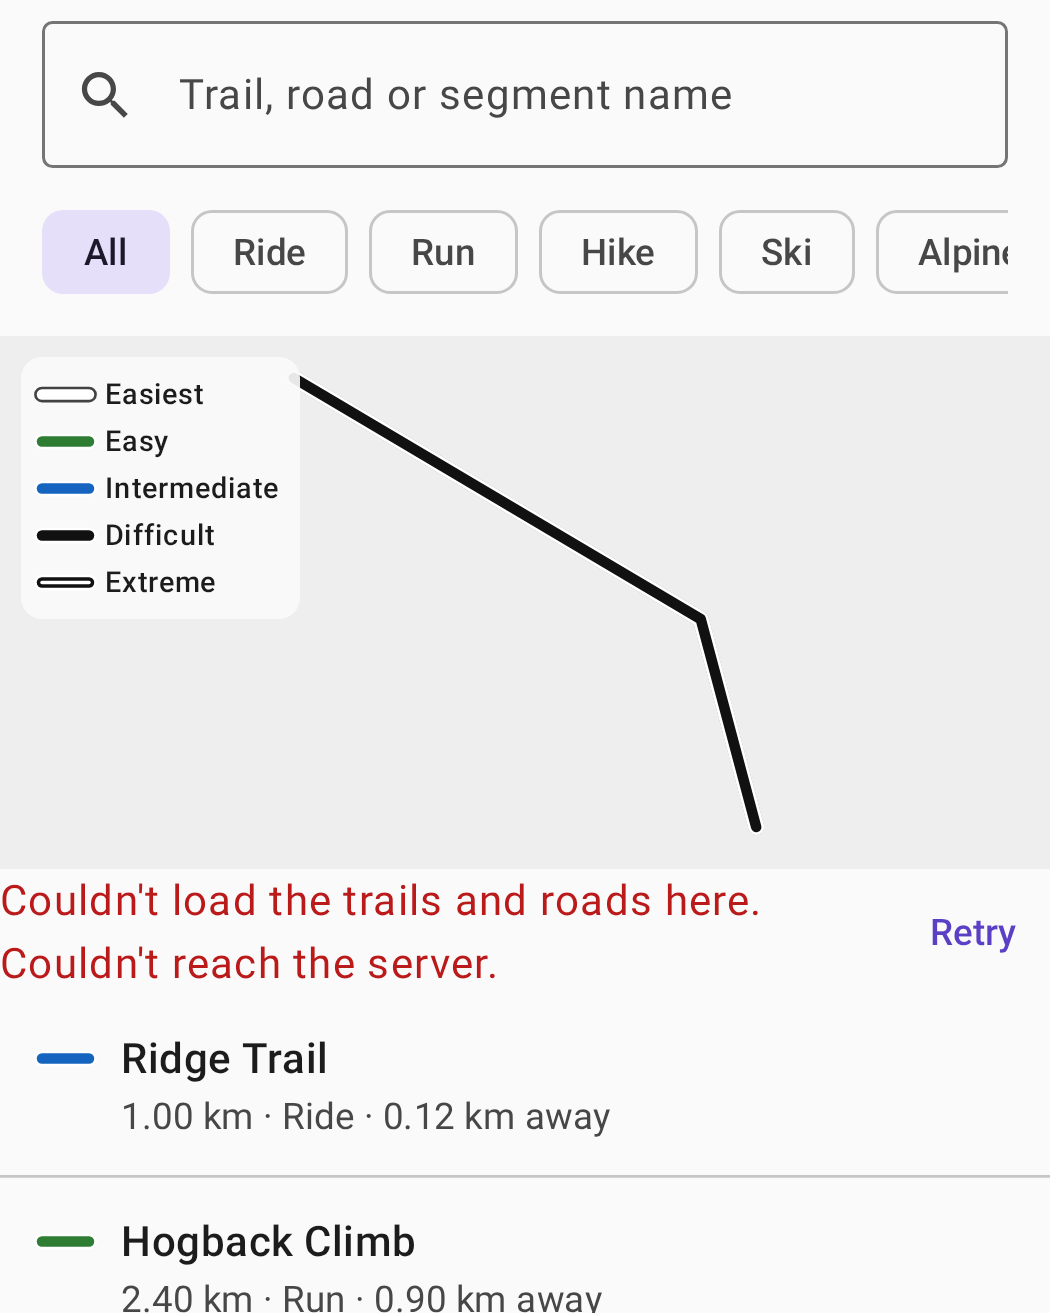 Trail, road or segment name
All Ride Run Hike Ski Alpine
Easiest
Easy
Intermediate
Difficult
Extreme
Couldn't load the trails and roads here.
Couldn't reach the server.
Retry
Ridge Trail
1.00 km · Ride · 0.12 km away
Hogback Climb
2.40 km · Run · 0.90 km away